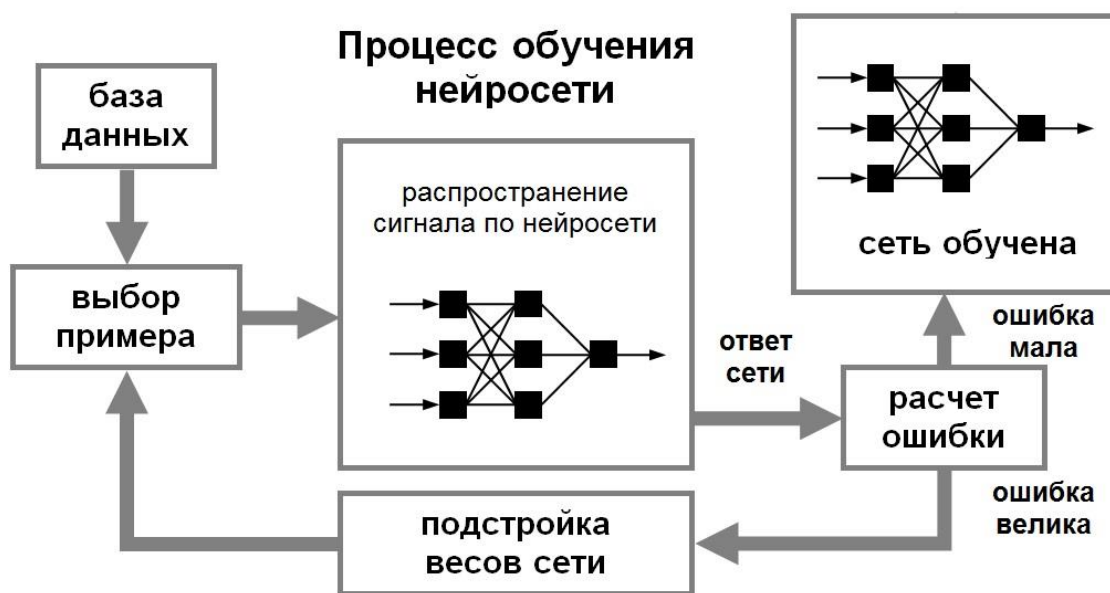 Процесс обучения
нейросети
база
данных
выбор
примера
распространение
сигнала по нейросети
ответ
сети
расчет
ошибки
ошибка
мала
сеть обучена
ошибка
велика
подстройка
весов сети